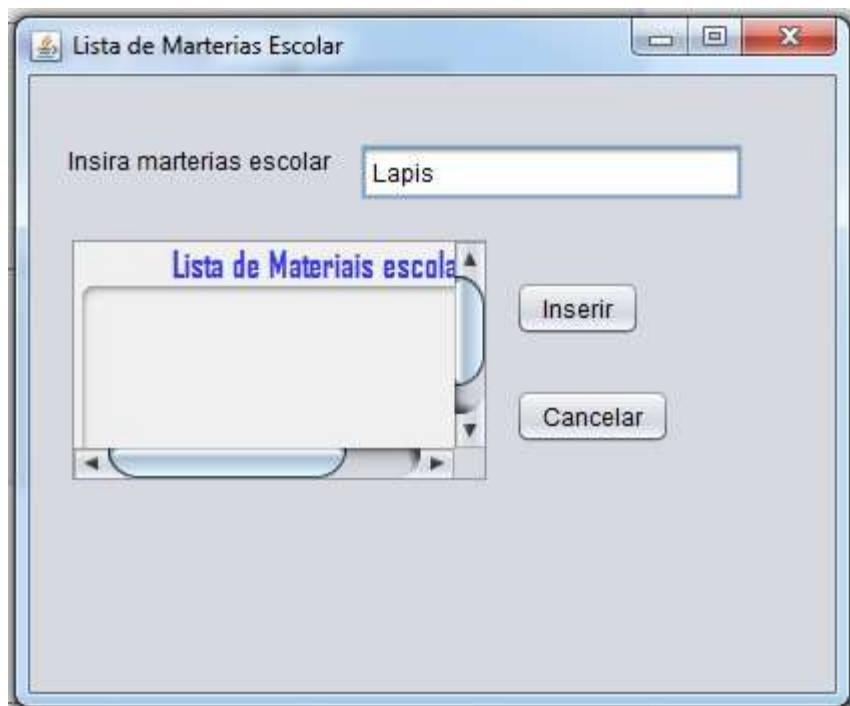 Lista de Marterias Escolar
Insira marterias escolar
Lapis
Lista de Materiais escola
Inserir
Cancelar